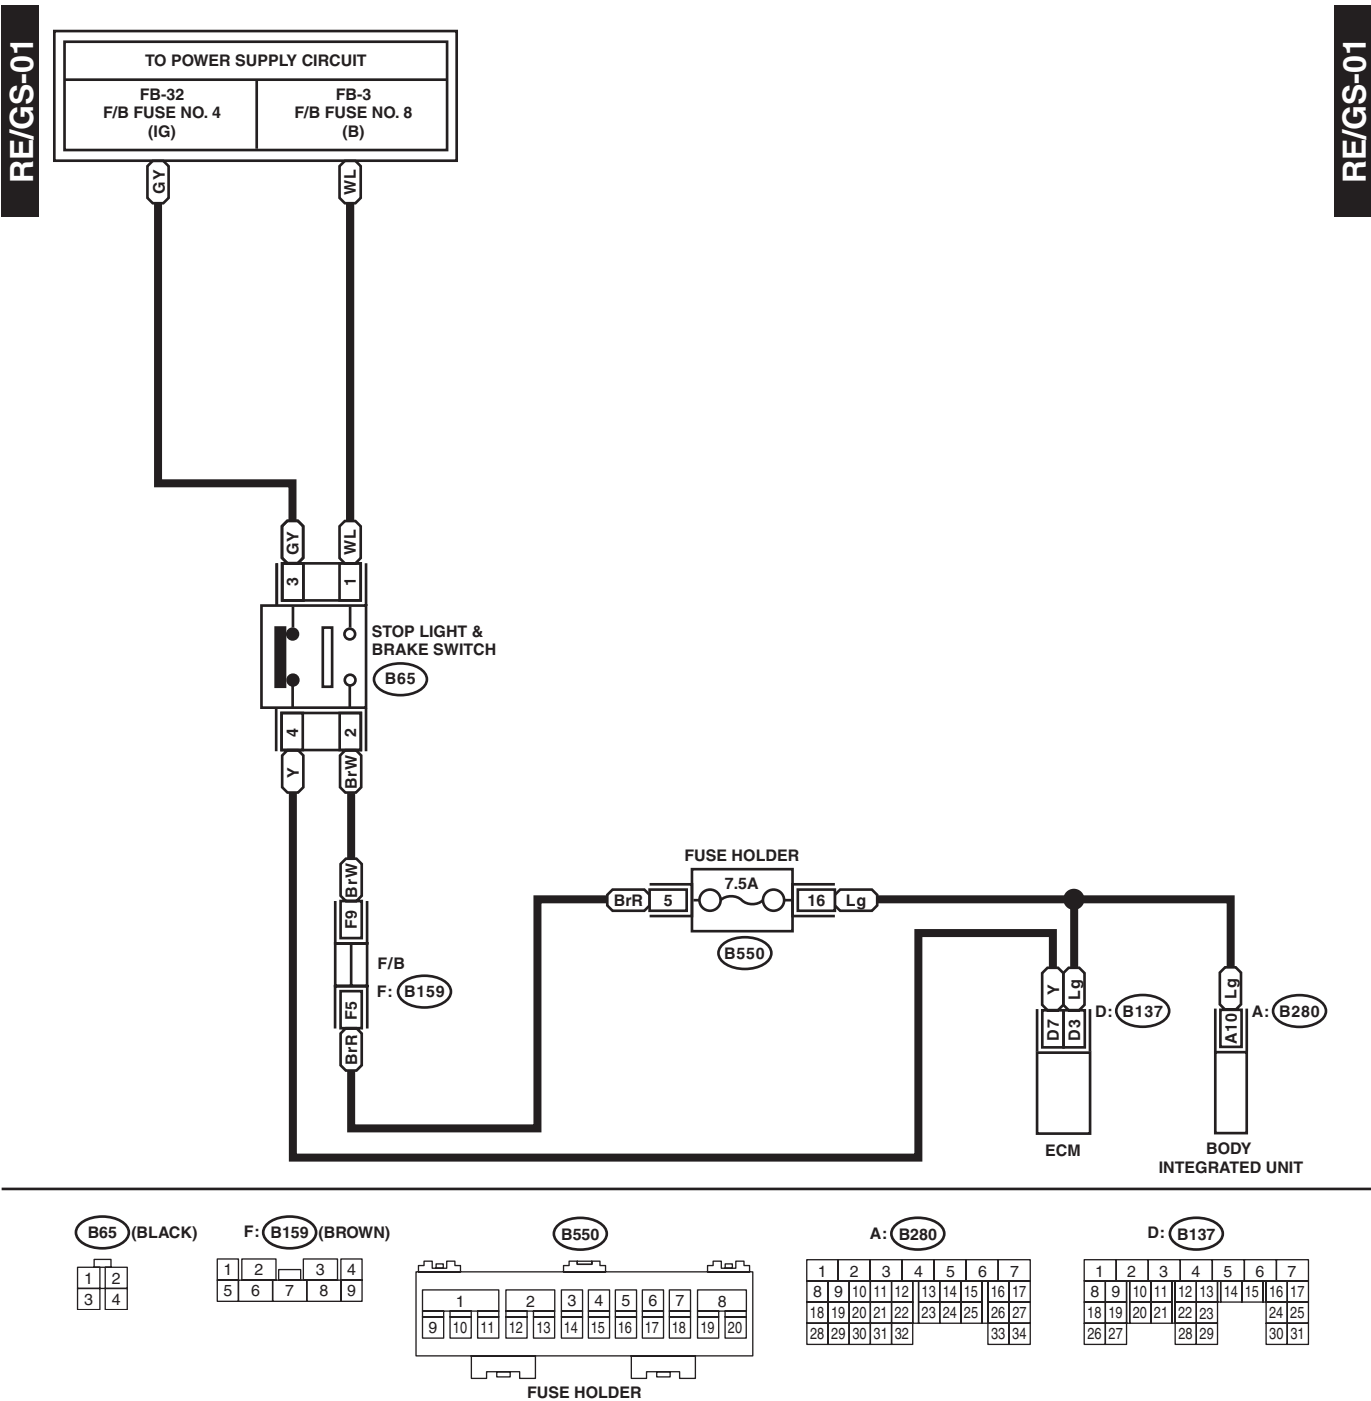 RE/GS-01
RE/GS-01
TO POWER SUPPLY CIRCUIT
FB-32
F/B FUSE NO. 4
(IG)
FB-3
F/B FUSE NO. 8
(B)
GY
WL
GY
WL
3
1
STOP LIGHT &
BRAKE SWITCH
B65
4
2
Y
BrW
BrW
F9
F/B
F: B159
F5
BrR
FUSE HOLDER
7.5A
BrR 5
16 Lg
B550
Y Lg
D7 D3
D: B137
ECM
Lg
A10
A: B280
BODY
INTEGRATED UNIT
B65 (BLACK)
1 2
3 4
F: B159 (BROWN)
1 2 3 4
5 6 7 8 9
B550
1 2 3 4 5 6 7 8
9 10 11 12 13 14 15 16 17 18 19 20
FUSE HOLDER
A: B280
1 2 3 4 5 6 7
8 9 10 11 12 13 14 15 16 17
18 19 20 21 22 23 24 25 26 27
28 29 30 31 32 33 34
D: B137
1 2 3 4 5 6 7
8 9 10 11 12 13 14 15 16 17
18 19 20 21 22 23 24 25
26 27 28 29 30 31